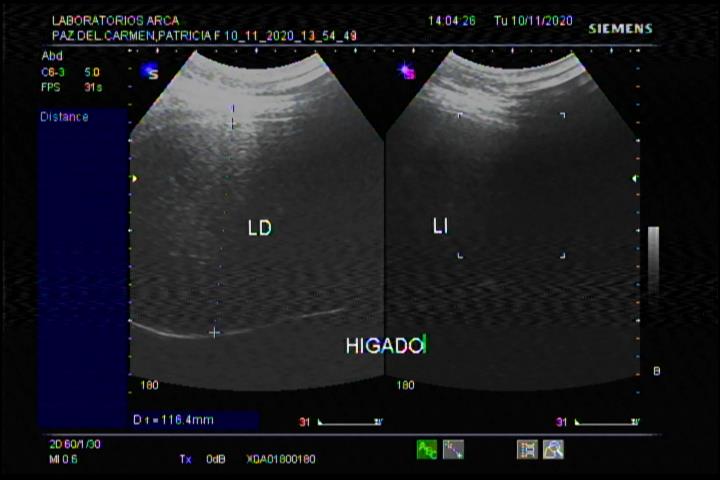 LABORATORIOS ARCA 14:04:26 Tu 10/11/2020 SIEMENS
PAZ DEL CARMEN,PATRICIA F 10_11_2020_13_54_49
Abd
C6-3 5.0
FPS 31s
S S
Distance
LD LI
HIGADO
180 180
B
D 1 = 116.4mm 31 31
2D 60/1/30 ABC
MI 0.6 Tx 0dB XDA01800180